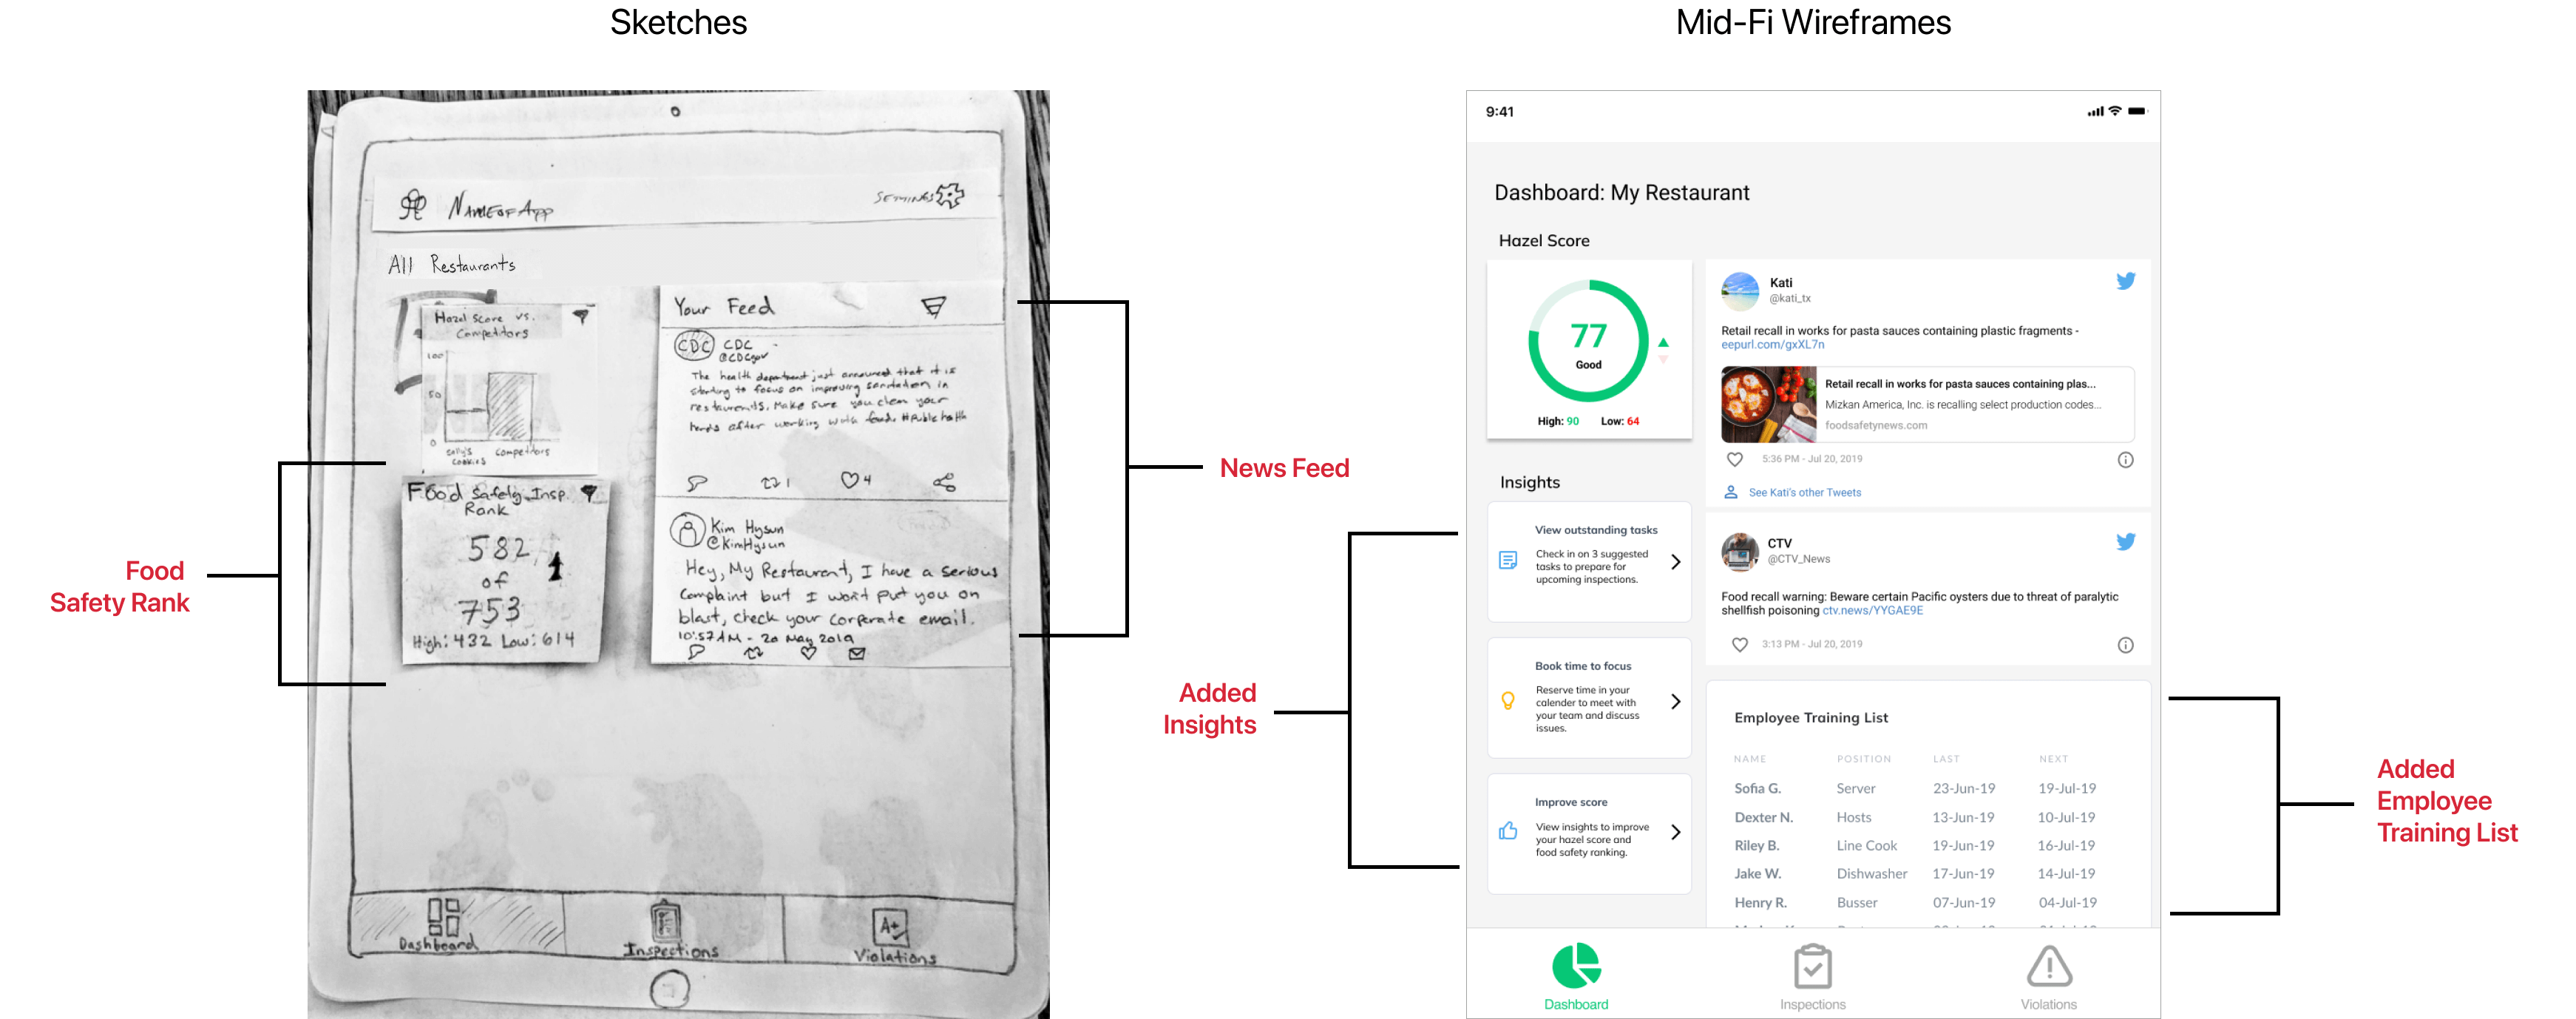 Sketches
Mid-Fi Wireframes
NAME OF APP
SETTINGS
All Restaurants
Hazel Score vs.
Competitors
100
50
0
Sally's
Cookies
Competitors
Food Safety Insp.
Rank
582
of
753
High: 432 Low: 614
Your Feed
CDC
CDC
@CDCgov
The health department just announced that it is
starting to focus on improving sanitation in
restaurants. Make sure you clean your
hands after working with food. #Publichealth
1
4
Kim Hysun
@KimHysun
Hey, My Restaurant, I have a serious
Complaint but I won't put you on
blast, check your corperate email.
10:57AM - 20 May 2019
Dashboard
Inspections
A+
Violations
Food
Safety Rank
News Feed
Added
Insights
9:41
Dashboard: My Restaurant
Hazel Score
77
Good
High: 90 Low: 64
Insights
View outstanding tasks
Check in on 3 suggested
tasks to prepare for
upcoming inspections.
Book time to focus
Reserve time in your
calender to meet with
your team and discuss
issues.
Improve score
View insights to improve
your hazel score and
food safety ranking.
Kati
@kati_tx
Retail recall in works for pasta sauces containing plastic fragments -
eepurl.com/gxXL7n
Retail recall in works for pasta sauces containing plas...
Mizkan America, Inc. is recalling select production codes...
foodsafetynews.com
5:36 PM - Jul 20, 2019
See Kati's other Tweets
CTV
@CTV_News
Food recall warning: Beware certain Pacific oysters due to threat of paralytic
shellfish poisoning ctv.news/YYGAE9E
3:13 PM - Jul 20, 2019
Employee Training List
NAME POSITION LAST NEXT
Sofia G. Server 23-Jun-19 19-Jul-19
Dexter N. Hosts 13-Jun-19 10-Jul-19
Riley B. Line Cook 19-Jun-19 16-Jul-19
Jake W. Dishwasher 17-Jun-19 14-Jul-19
Henry R. Busser 07-Jun-19 04-Jul-19
Dashboard
Inspections
Violations
Added
Employee
Training List